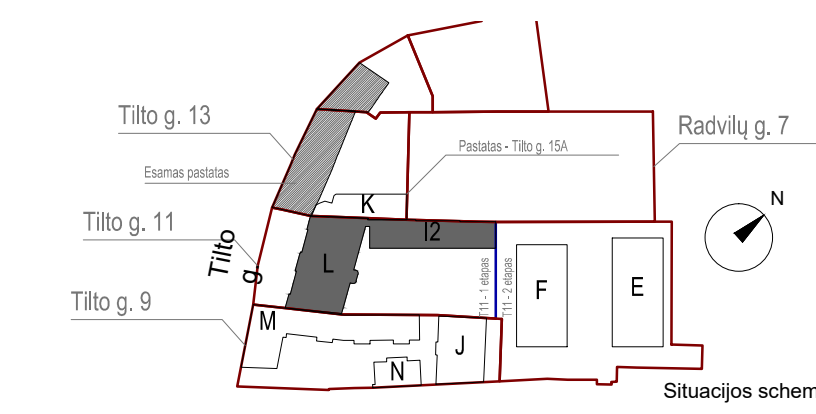 Tilto g. 13
Radvilų g. 7
Pastatas - Tilto g. 15A
Esamas pastatas
N
K
Tilto g. 11
I2
Tilto
g
L
T11 - 1 etapas
T11 - 2 etapas
F
E
Tilto g. 9
M
J
N
Situacijos schem